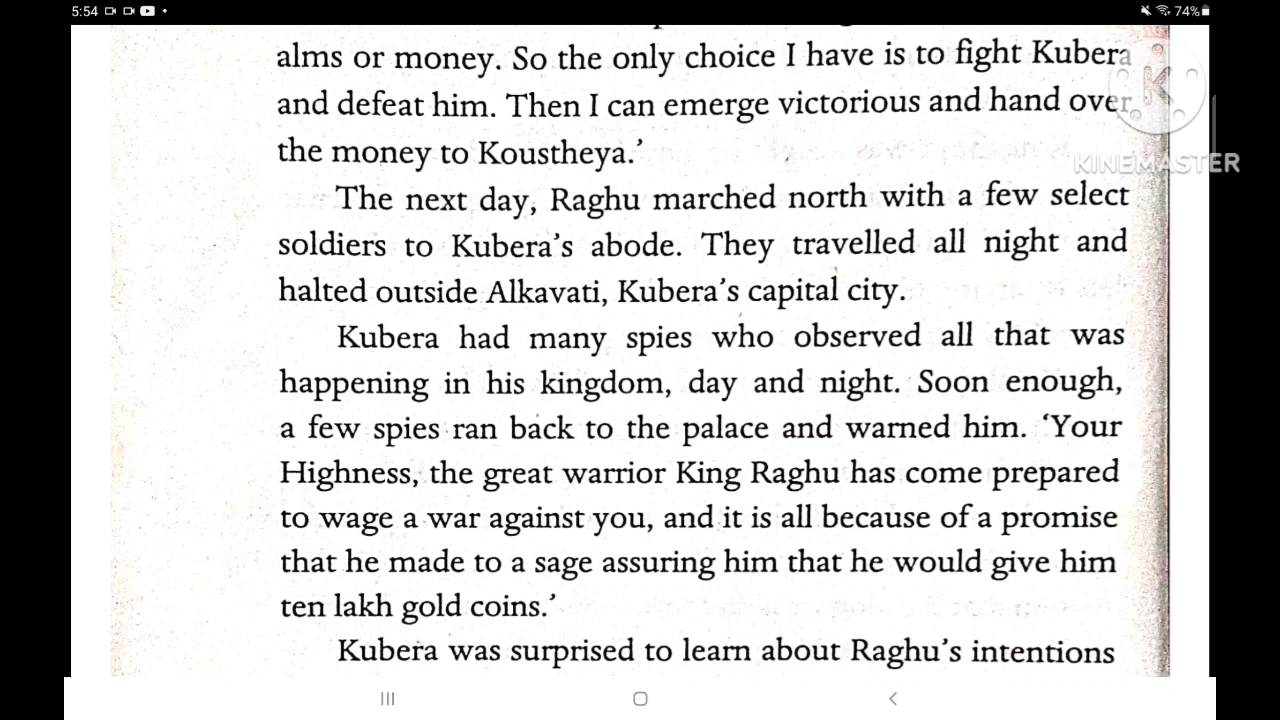 5:54
74%
alms or money. So the only choice I have is to fight Kubera
and defeat him. Then I can emerge victorious and hand over
the money to Koustheya.’
KINEMASTER
The next day, Raghu marched north with a few select
soldiers to Kubera’s abode. They travelled all night and
halted outside Alkavati, Kubera’s capital city.
Kubera had many spies who observed all that was
happening in his kingdom, day and night. Soon enough,
a few spies ran back to the palace and warned him. ‘Your
Highness, the great warrior King Raghu has come prepared
to wage a war against you, and it is all because of a promise
that he made to a sage assuring him that he would give him
ten lakh gold coins.’
Kubera was surprised to learn about Raghu’s intentions